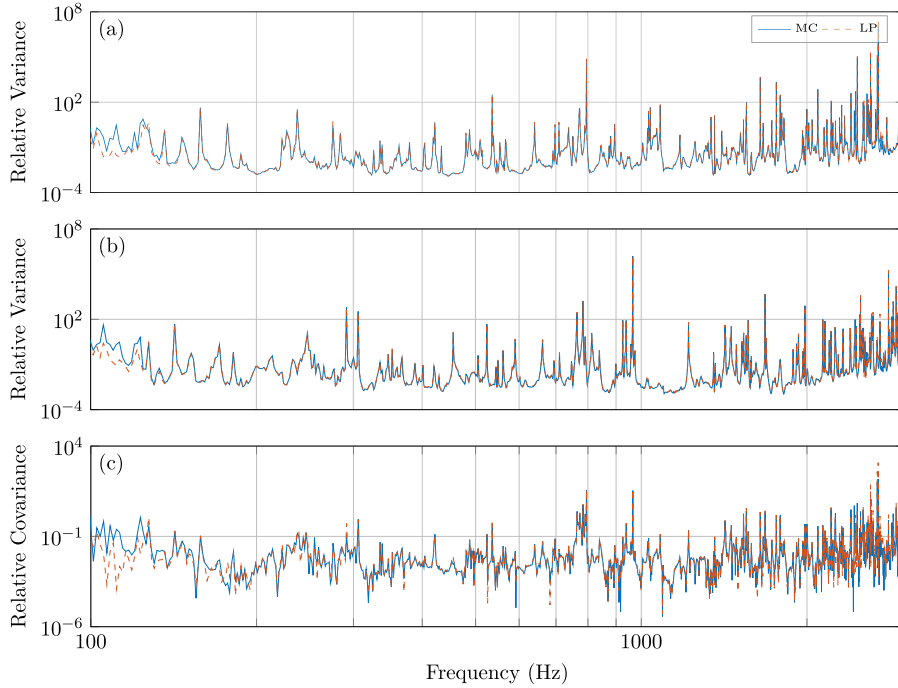 10^8
(a)
MC LP
10^2
10^-4
Relative Variance
10^8
(b)
10^2
10^-4
Relative Variance
10^4
(c)
10^-1
10^-6
Relative Covariance
100 1000
Frequency (Hz)